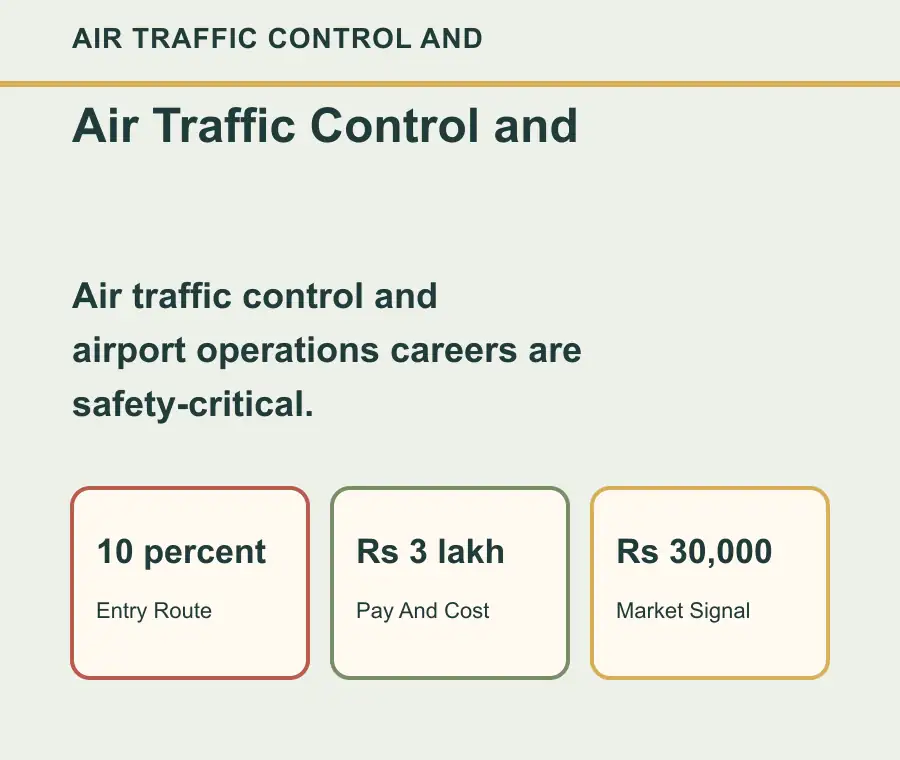 AIR TRAFFIC CONTROL AND
Air Traffic Control and
Air traffic control and
airport operations careers are
safety-critical.
10 percent
Entry Route
Rs 3 lakh
Pay And Cost
Rs 30,000
Market Signal